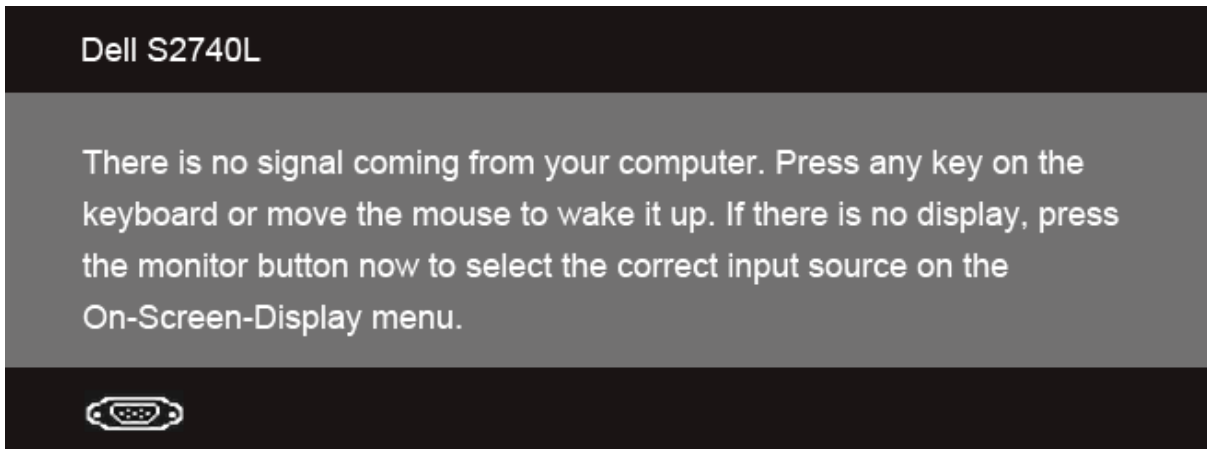 Dell S2740L
There is no signal coming from your computer. Press any key on the
keyboard or move the mouse to wake it up. If there is no display, press
the monitor button now to select the correct input source on the
On-Screen-Display menu.